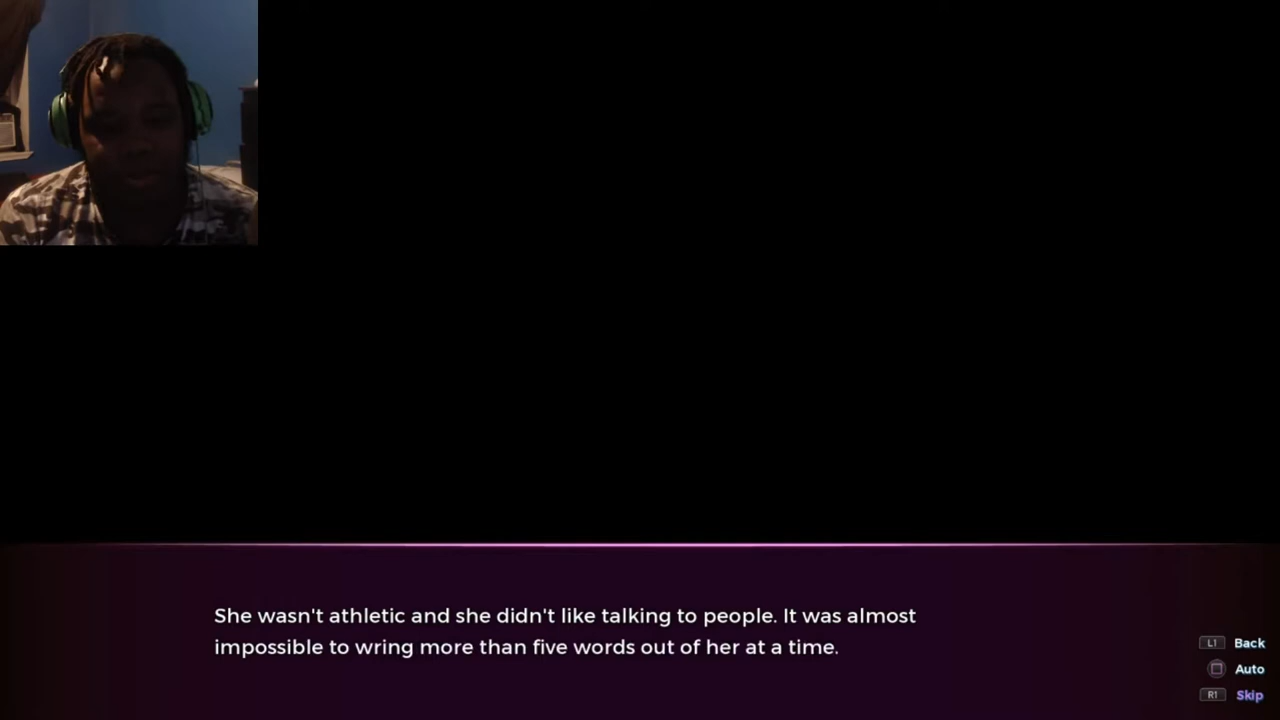 She wasn't athletic and she didn't like talking to people. It was almost
impossible to wring more than five words out of her at a time.
L1 Back
Auto
R1 Skip